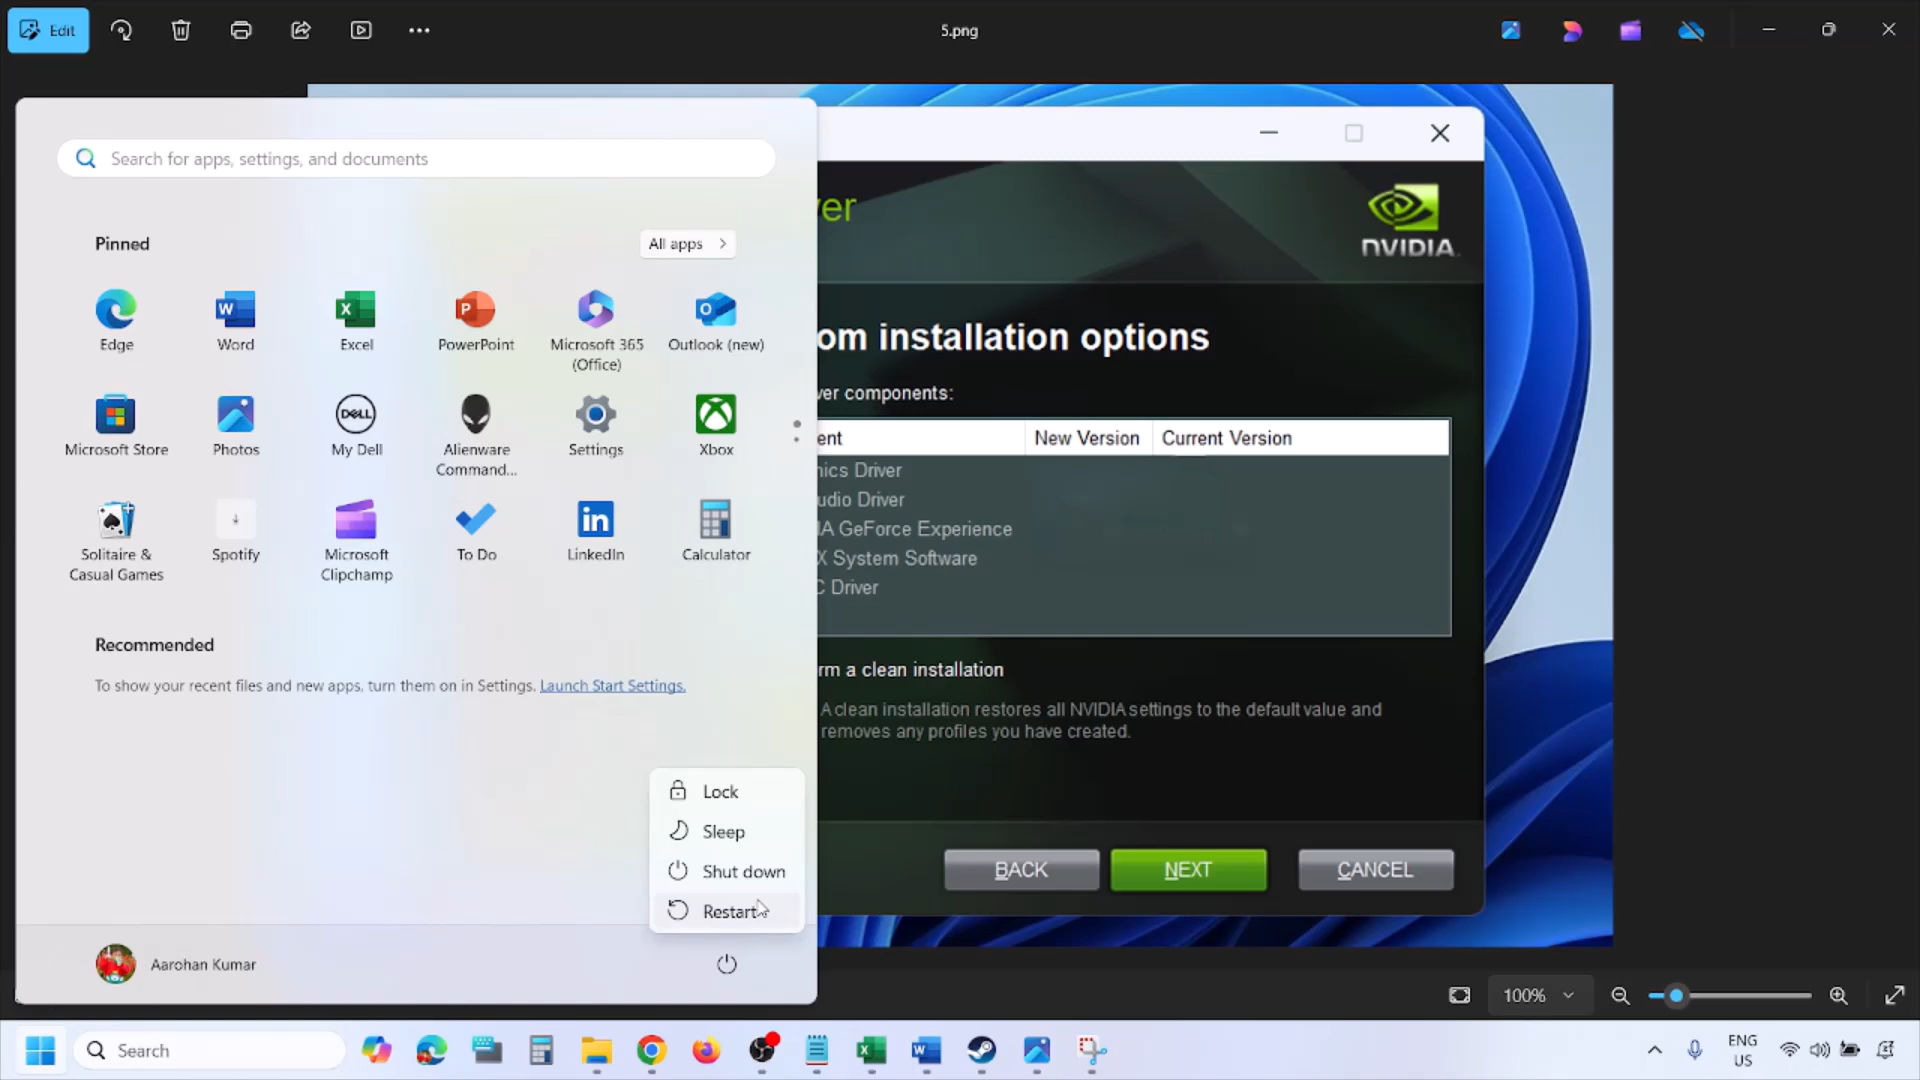 Edit
5.png
Search for apps, settings, and documents
Pinned
All apps
Edge
Word
Excel
PowerPoint
Microsoft 365
(Office)
Outlook (new)
Microsoft Store
Photos
DELL
My Dell
Alienware
Command...
Settings
Xbox
Solitaire &
Casual Games
Spotify
Microsoft
Clipchamp
To Do
LinkedIn
Calculator
Recommended
To show your recent files and new apps, turn them on in Settings. Launch Start Settings.
Lock
Sleep
Shut down
Restart
Aarohan Kumar
ver
NVIDIA.
om installation options
ver components:
ent New Version Current Version
nics Driver
udio Driver
IA GeForce Experience
X System Software
C Driver
rm a clean installation
A clean installation restores all NVIDIA settings to the default value and
removes any profiles you have created.
BACK NEXT CANCEL
100%
Search
ENG
US